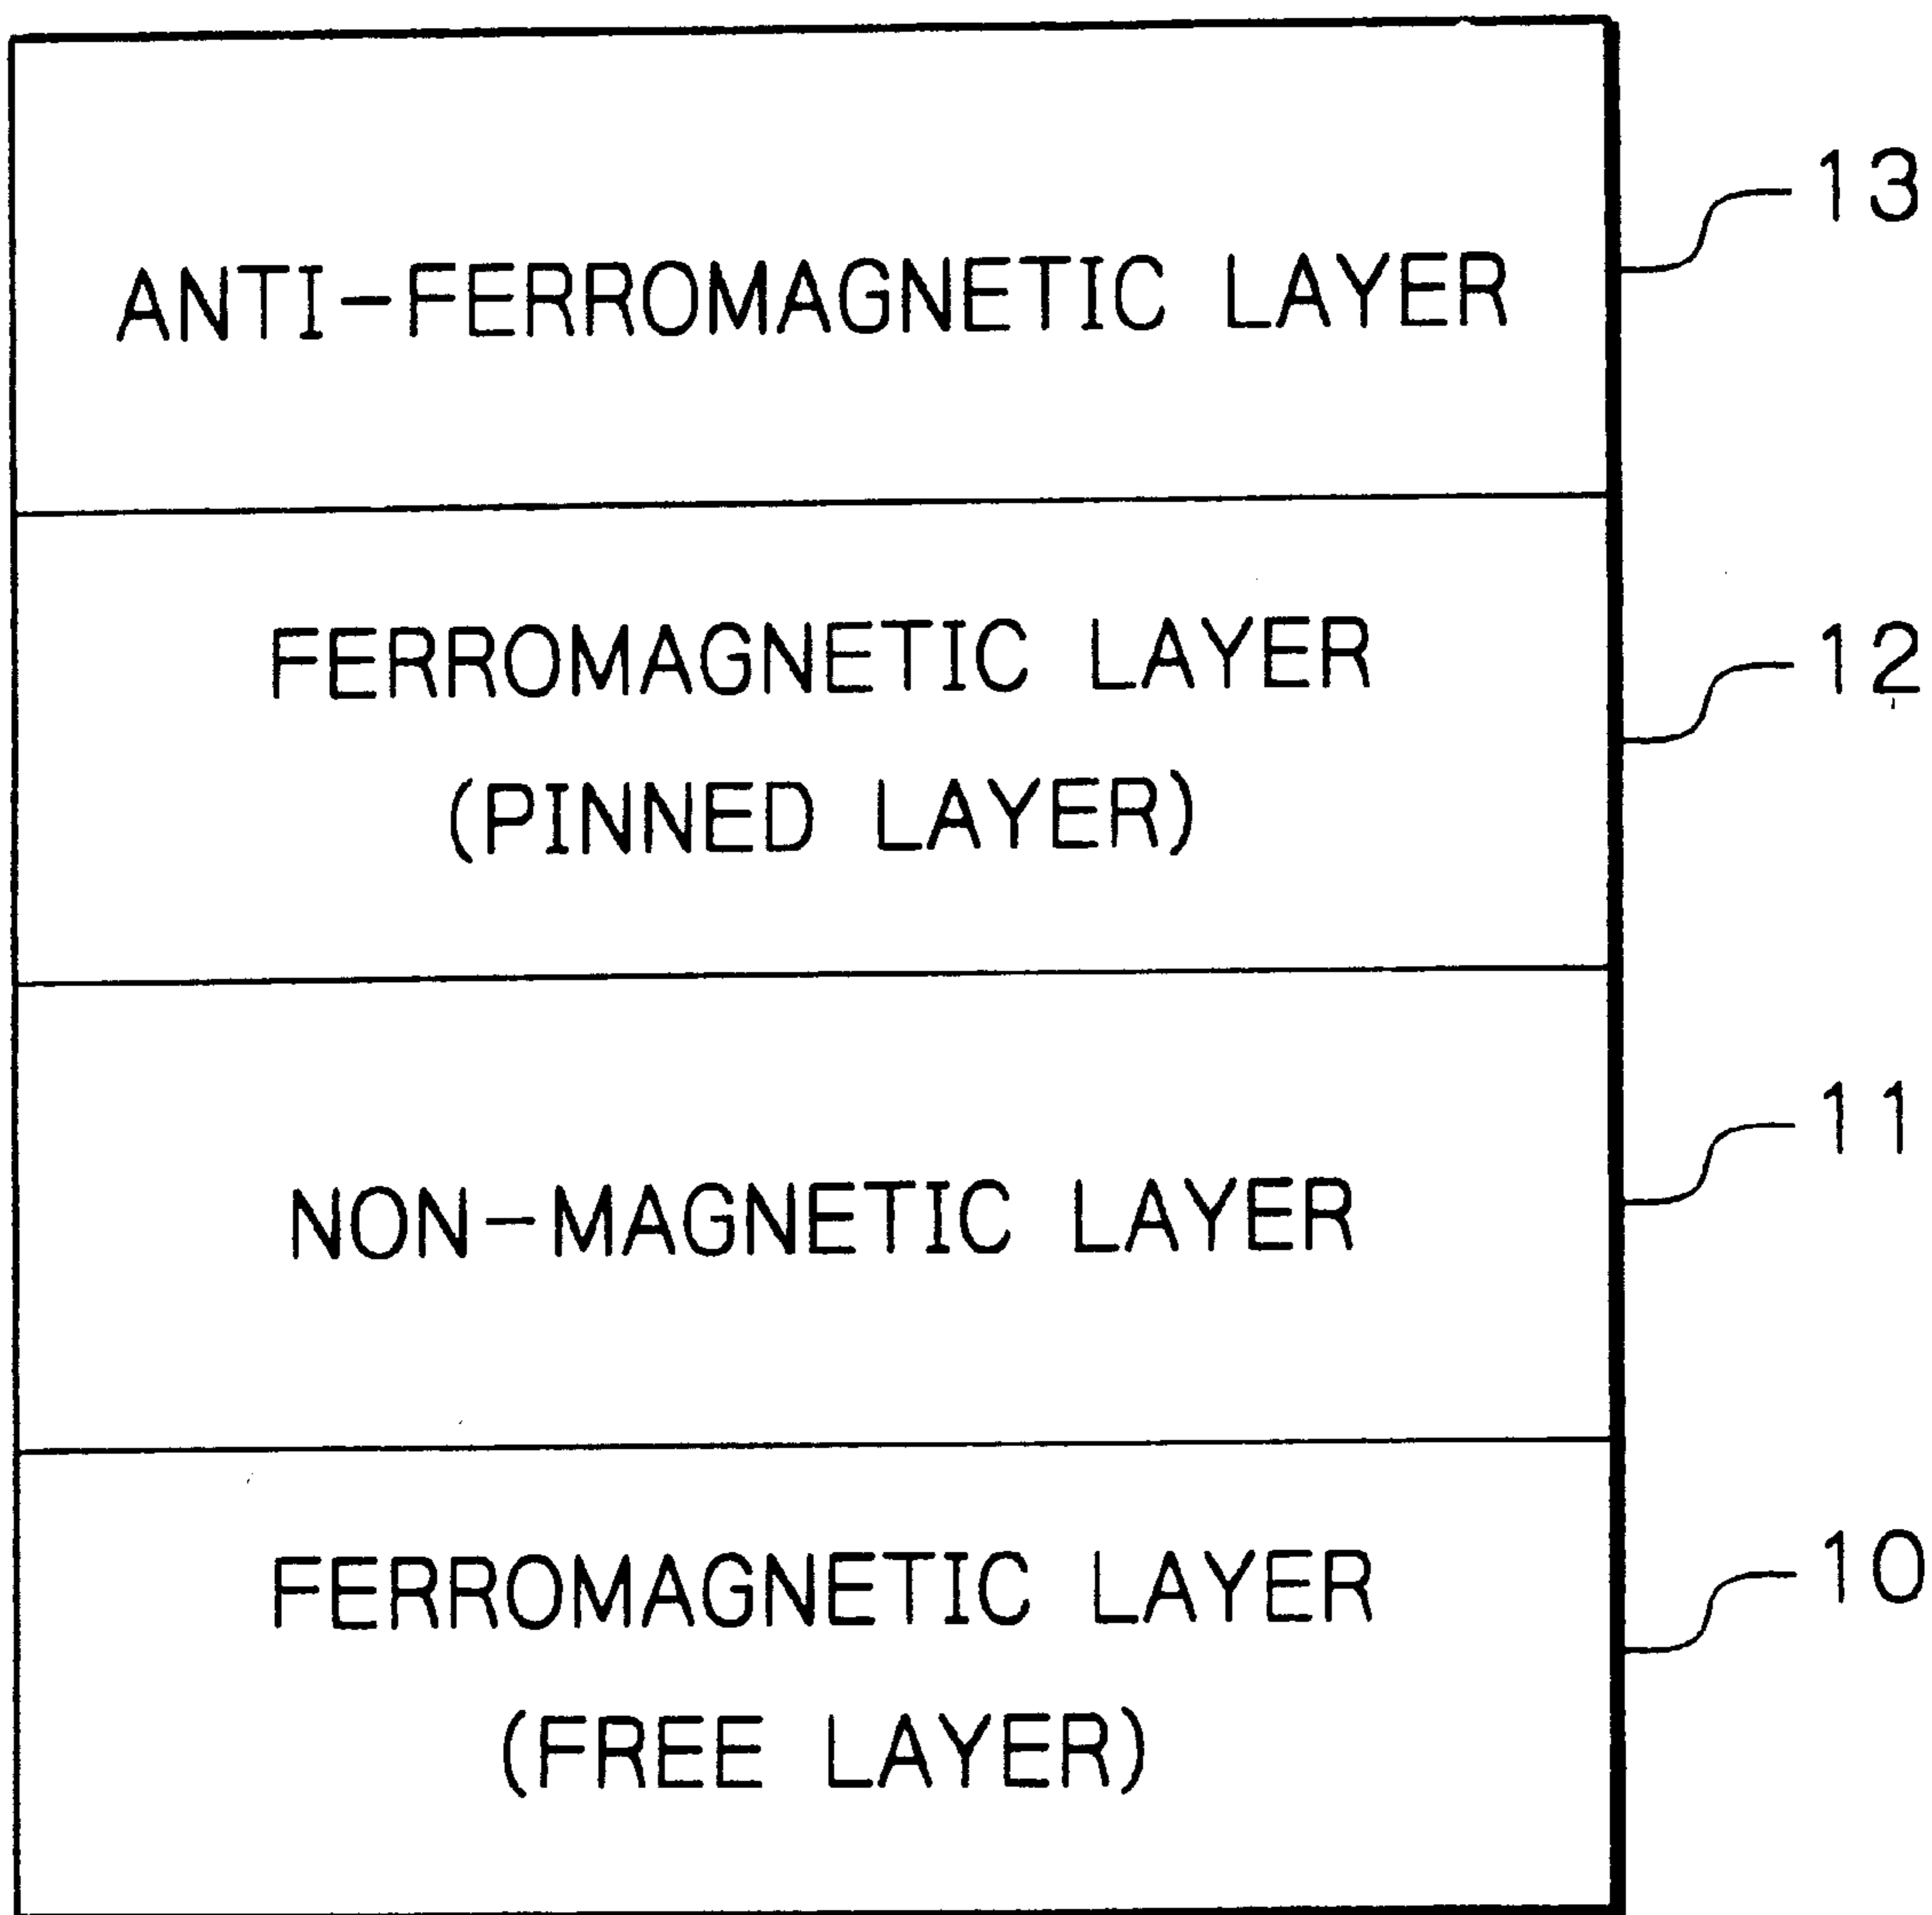 13
ANTI-FERROMAGNETIC LAYER
FERROMAGNETIC LAYER
12
(PINNED LAYER)
11
NON-MAGNETIC LAYER
10
FERROMAGNETIC LAYER
(FREE LAYER)